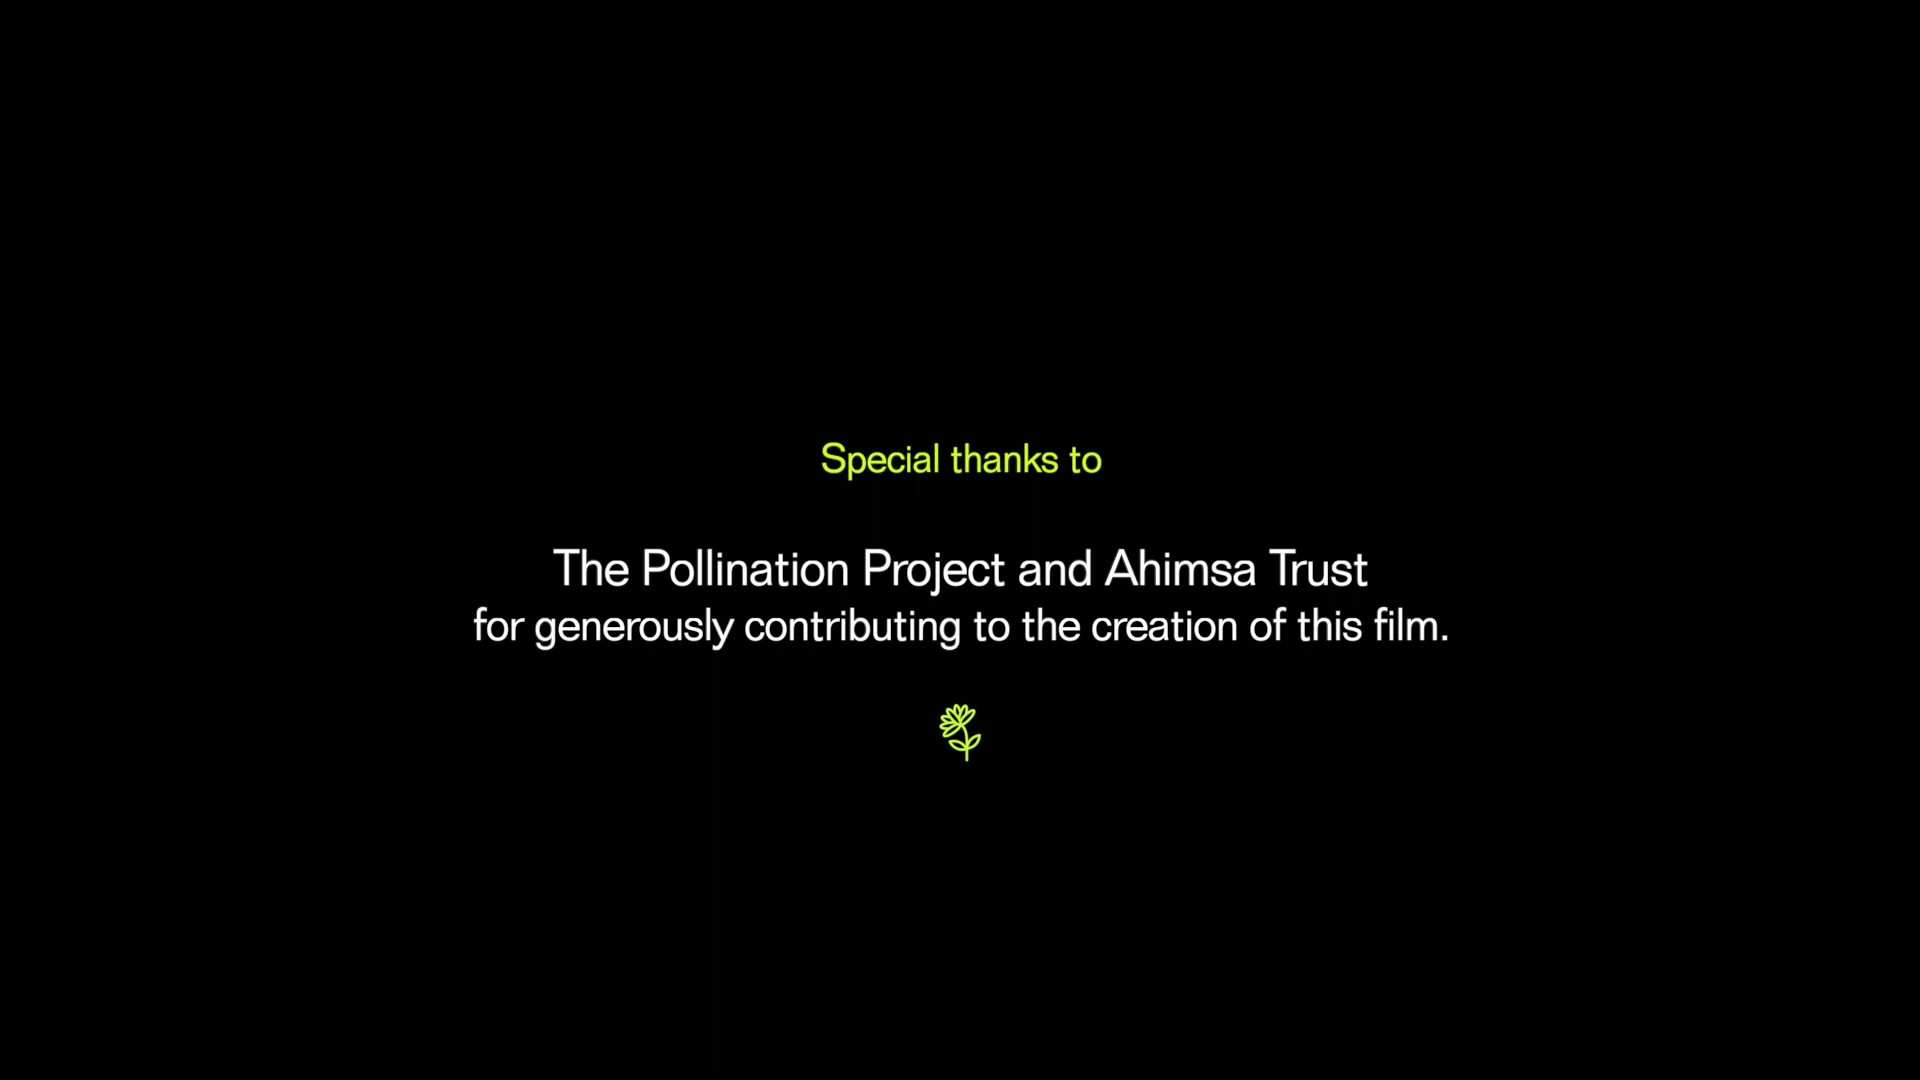 Special thanks to
The Pollination Project and Ahimsa Trust
for generously contributing to the creation of this film.